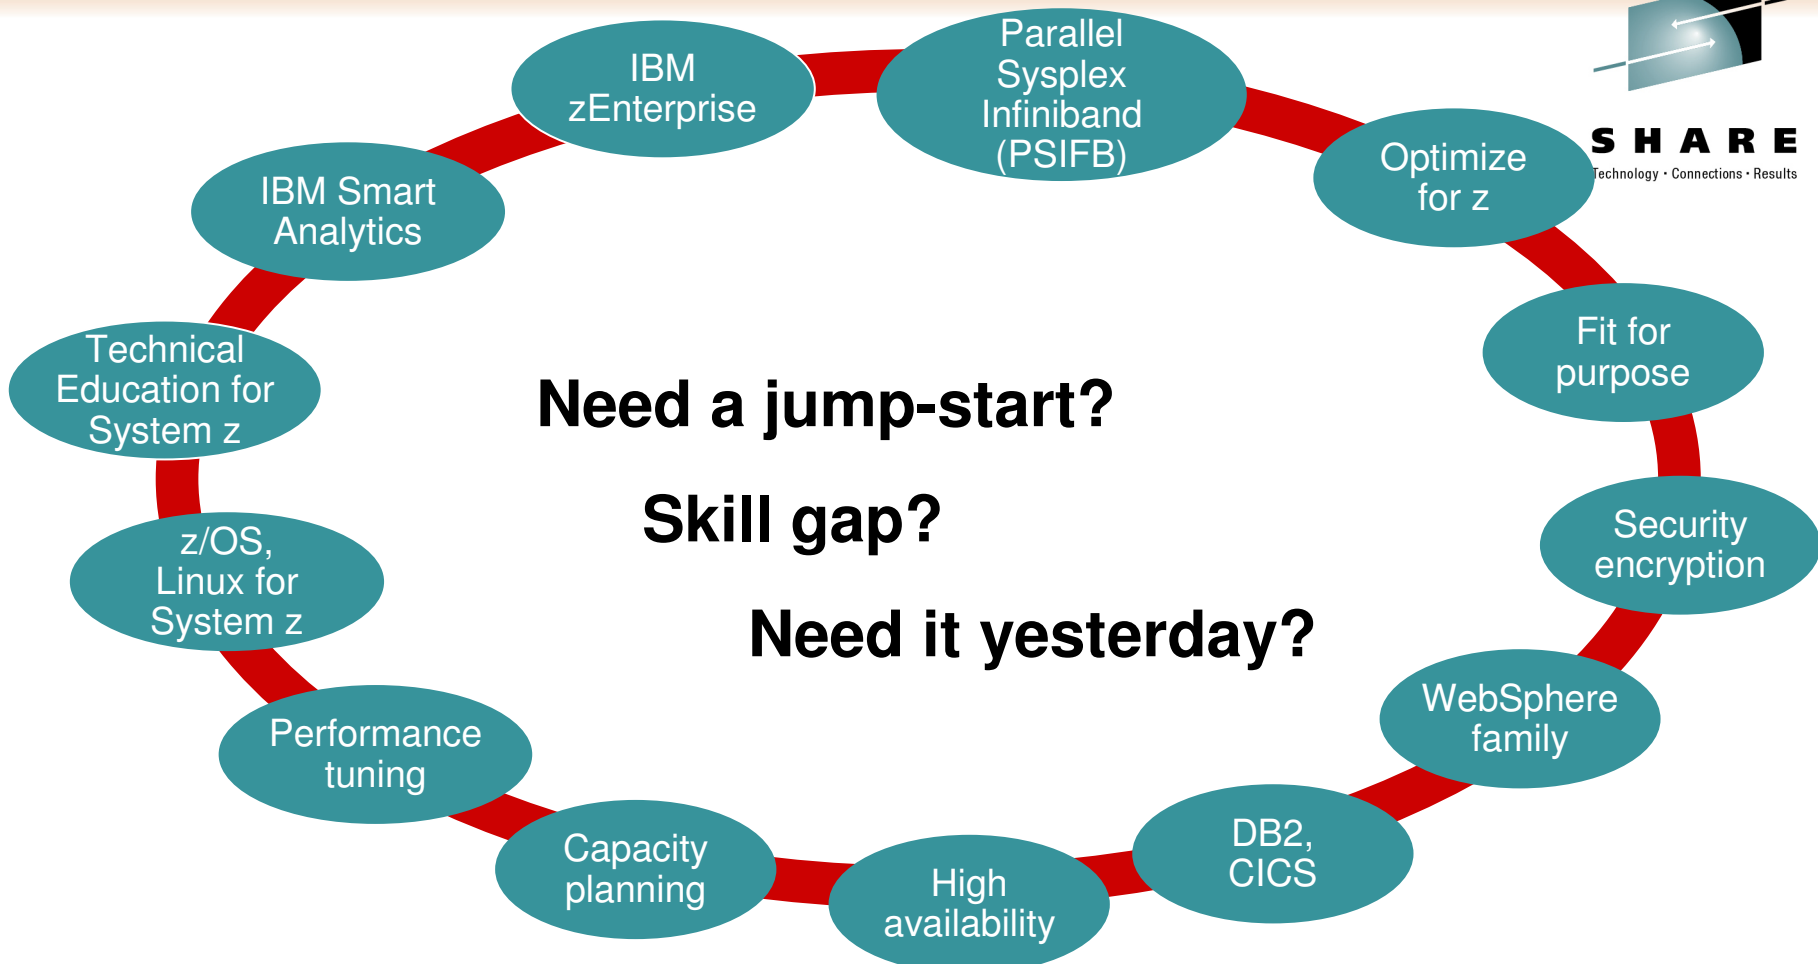 IBM
zEnterprise
Parallel
Sysplex
Infiniband
(PSIFB)
Optimize
for z
SHARE
Technology • Connections • Results
Fit for
purpose
Security
encryption
WebSphere
family
DB2,
CICS
High
availability
Capacity
planning
Performance
tuning
z/OS,
Linux for
System z
Technical
Education for
System z
IBM Smart
Analytics
Need a jump-start?
Skill gap?
Need it yesterday?